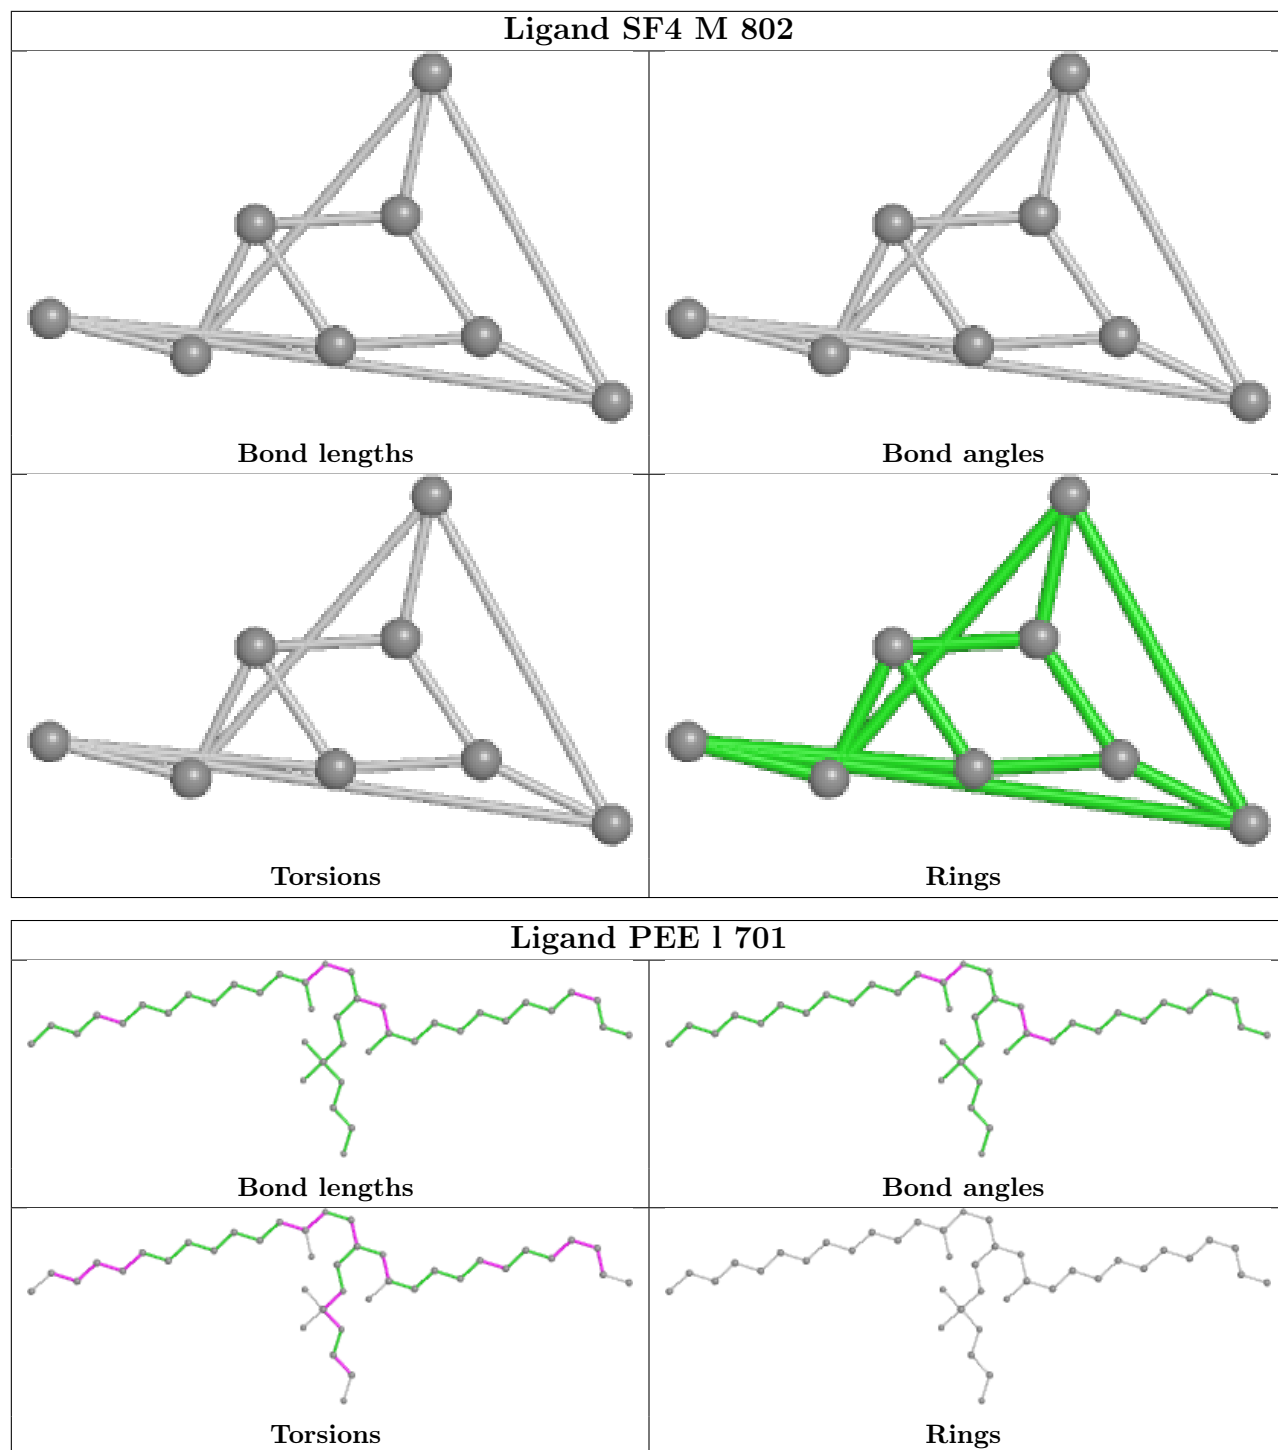 Ligand SF4 M 802
Bond lengths
Bond angles
Torsions
Rings
Ligand PEE l 701
Bond lengths
Bond angles
Torsions
Rings